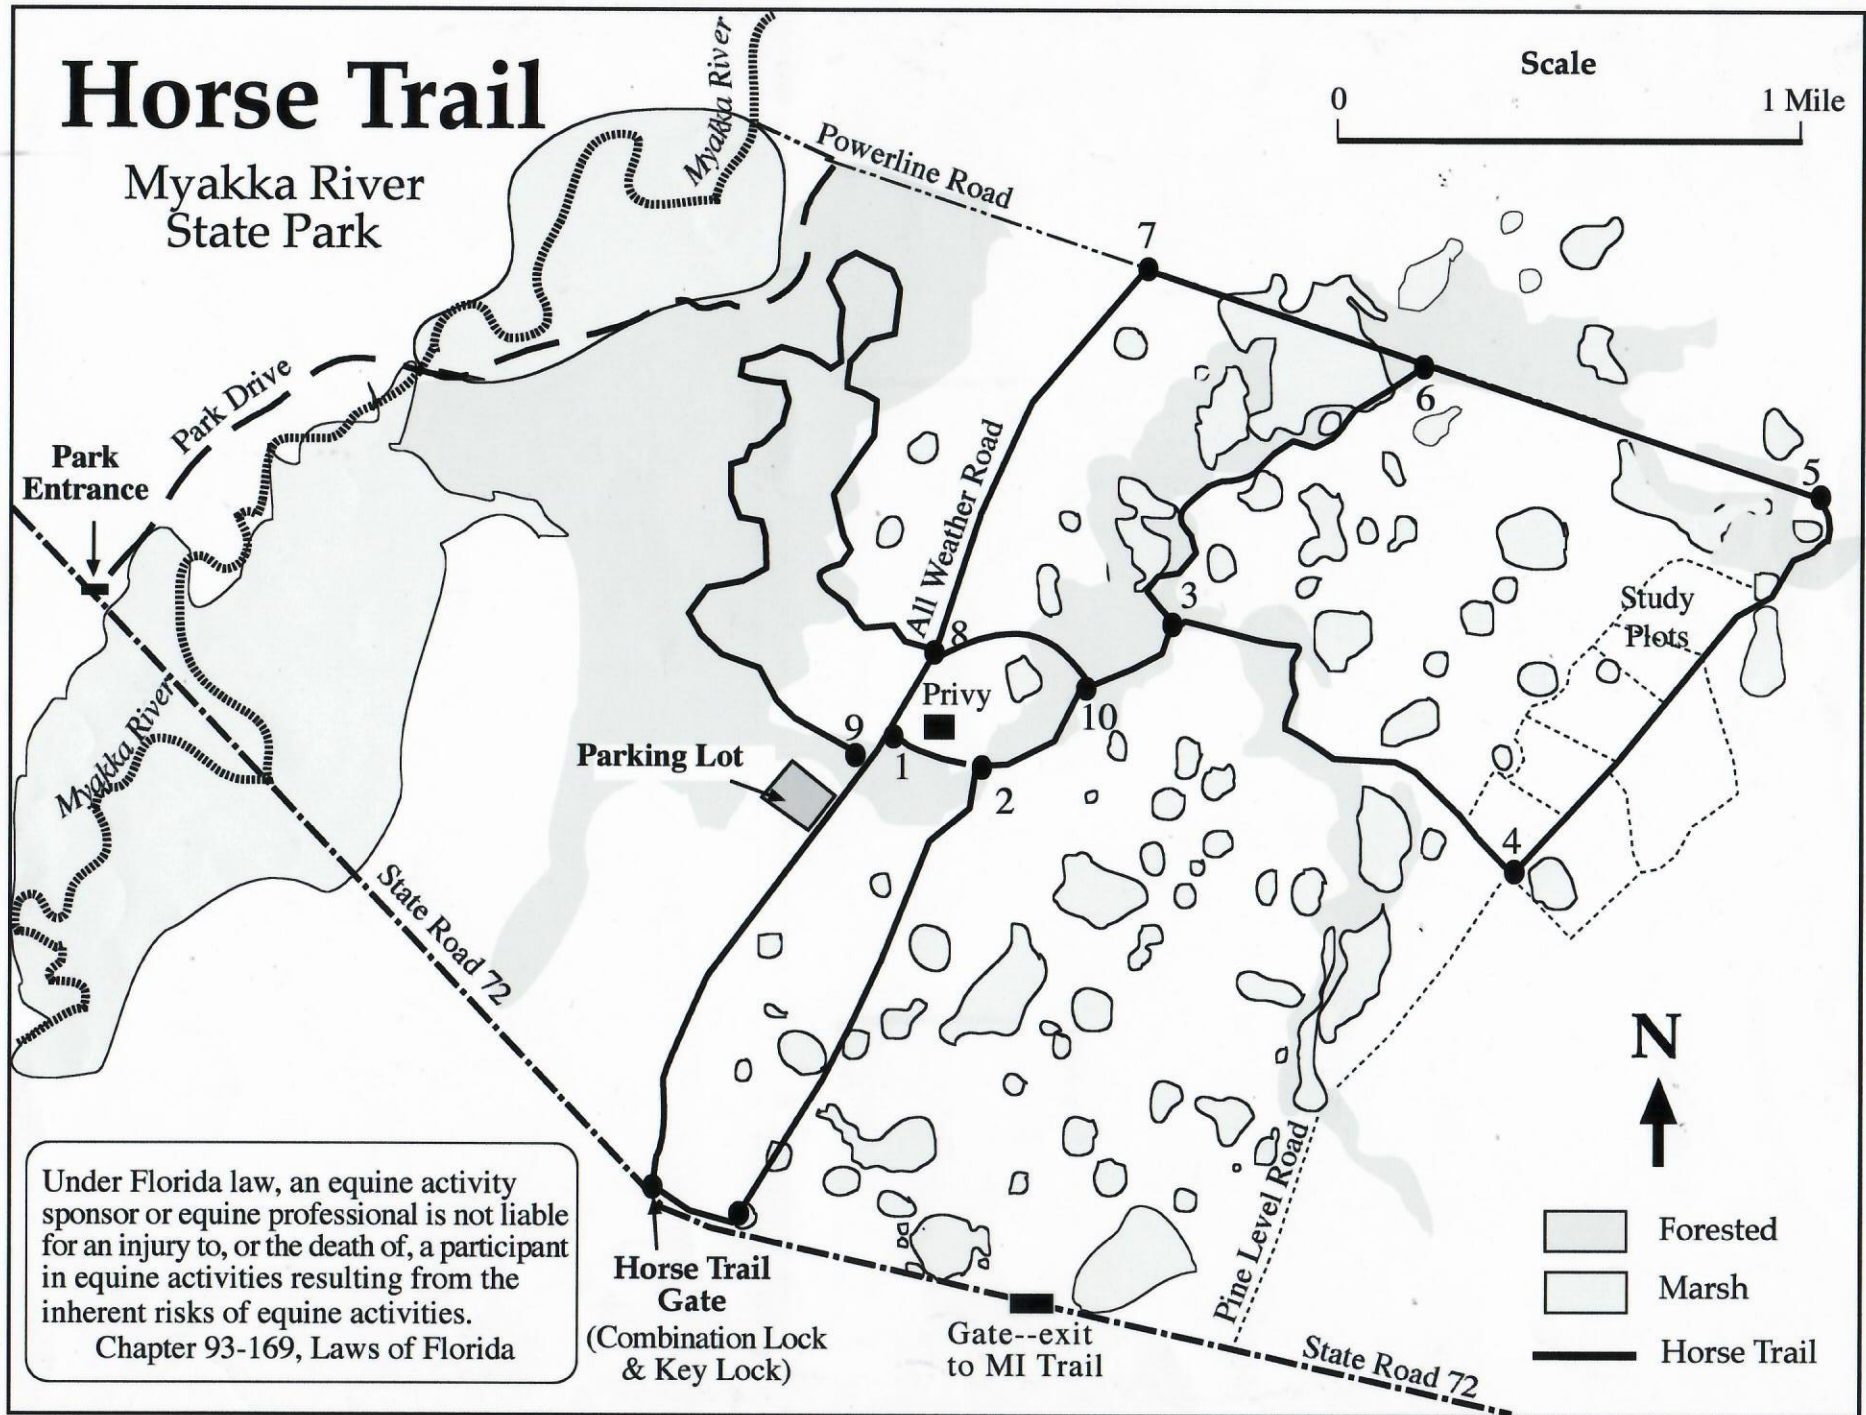 Horse Trail
Myakka River
State Park
Myakka River
Powerline Road
Scale
0
1 Mile
7
Park Drive
Park
Entrance
All Weather Road
6
5
3
Study
Plots
8
Privy
10
9
1
Parking Lot
2
4
Myakka River
State Road 72
N
Under Florida law, an equine activity
sponsor or equine professional is not liable
for an injury to, or the death of, a participant
in equine activities resulting from the
inherent risks of equine activities.
Chapter 93-169, Laws of Florida
Horse Trail
Gate
(Combination Lock
& Key Lock)
Gate--exit
to MI Trail
Pine Level Road
State Road 72
Forested
Marsh
Horse Trail